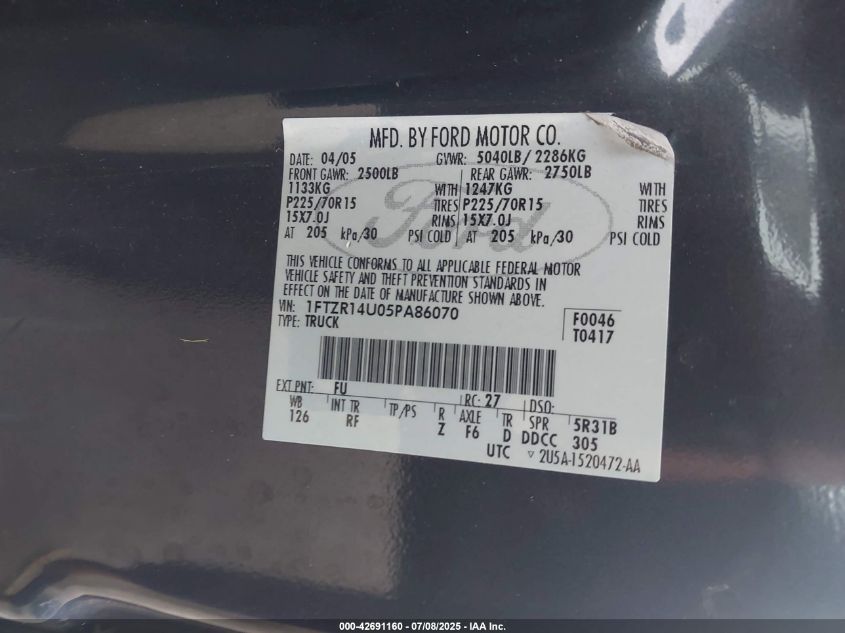 MFD. BY FORD MOTOR CO.
DATE: 04/05 GVWR: 5040LB/ 2286KG
FRONT GAWR: 2500LB REAR GAWR: 2750LB
1133KG WITH 1247KG WITH
P225/70R15 TIRES P225/70R15 TIRES
15X7.0J RIMS 15X7.0J RIMS
AT 205 kPa/30 PSI COLD AT 205 kPa/30 PSI COLD
Ford
THIS VEHICLE CONFORMS TO ALL APPLICABLE FEDERAL MOTOR
VEHICLE SAFETY AND THEFT PREVENTION STANDARDS IN
EFFECT ON THE DATE OF MANUFACTURE SHOWN ABOVE.
VIN: 1FTZR14U05PA86070 F0046
TYPE: TRUCK T0417
EXT PNT: FU RC: 27 DSO:
WB INT TR TP/PS R AXLE TR SPR 5R31B
126 RF Z F6 D DDCC 305
UTC ▽ 2U5A-1520472-AA
000-42691160 - 07/08/2025 - IAA Inc.